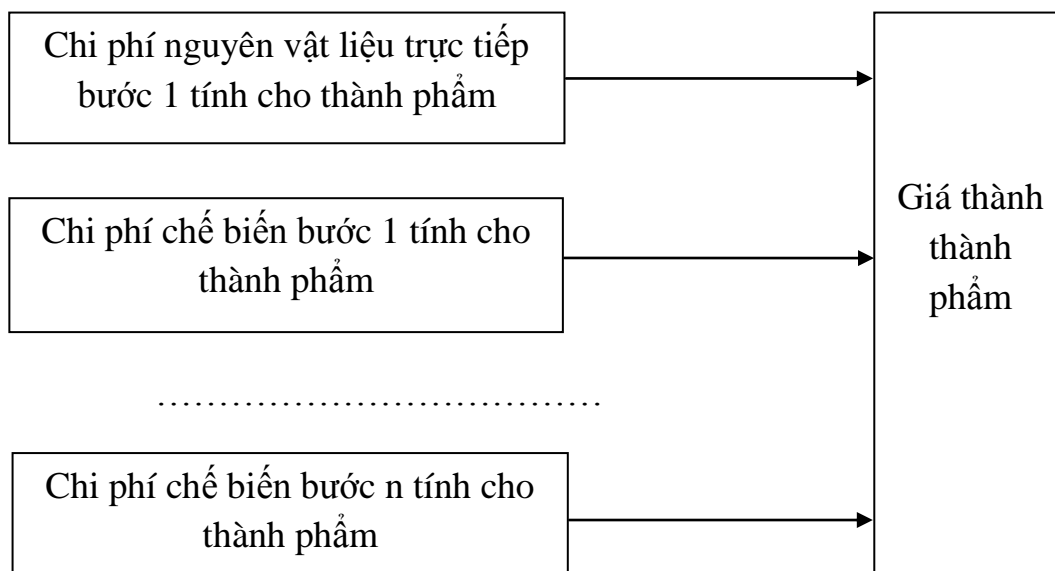 Chi phí nguyên vật liệu trực tiếp
bước 1 tính cho thành phẩm
Chi phí chế biến bước 1 tính cho
thành phẩm
Giá thành
thành
phẩm
.....................................
Chi phí chế biến bước n tính cho
thành phẩm